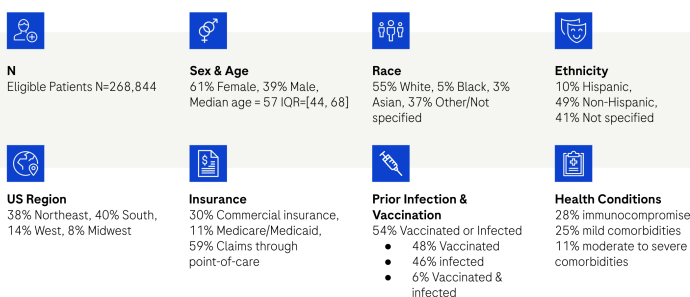 N
Eligible Patients N=268,844
Sex & Age
61% Female, 39% Male,
Median age = 57 IQR=[44, 68]
Race
55% White, 5% Black, 3%
Asian, 37% Other/Not
specified
Ethnicity
10% Hispanic,
49% Non-Hispanic,
41% Not specified
US Region
38% Northeast, 40% South,
14% West, 8% Midwest
Insurance
30% Commercial insurance,
11% Medicare/Medicaid,
59% Claims through
point-of-care
Prior Infection &
Vaccination
54% Vaccinated or Infected
● 48% Vaccinated
● 46% infected
● 6% Vaccinated &
infected
Health Conditions
28% immunocompromise
25% mild comorbidities
11% moderate to severe
comorbidities